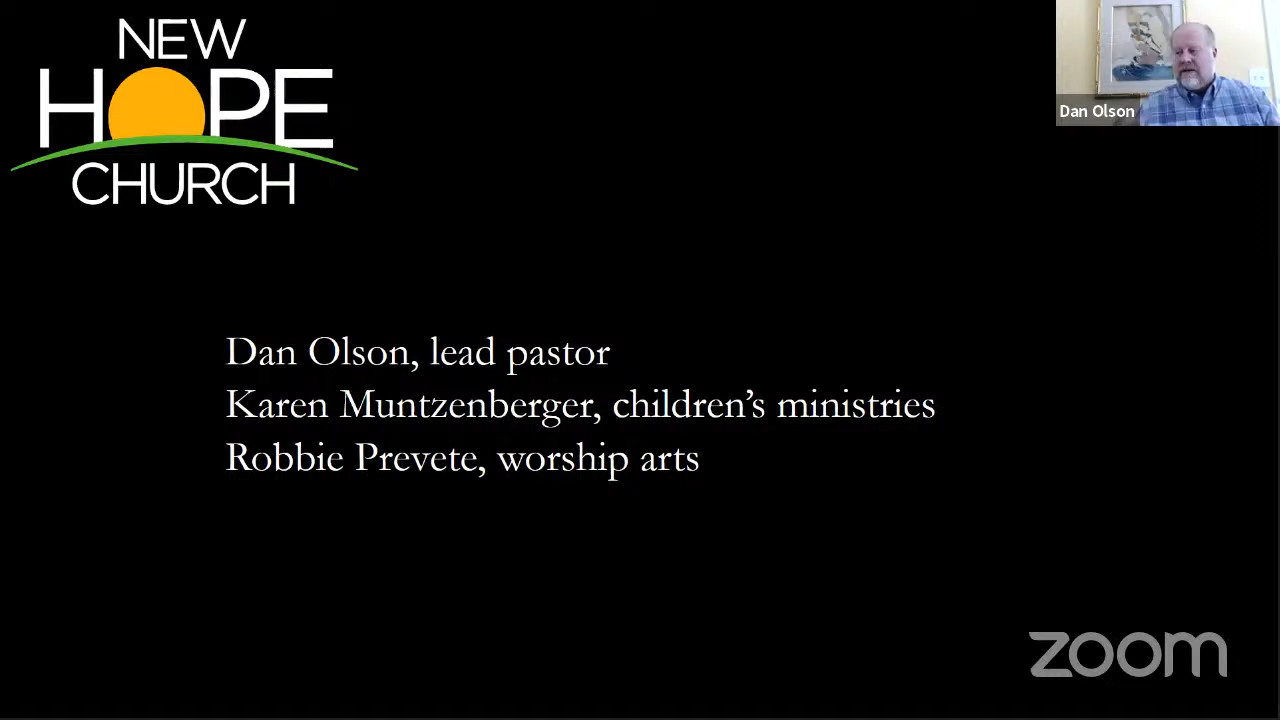 NEW
HOPE
CHURCH
Dan Olson
Dan Olson, lead pastor
Karen Muntzenberger, children’s ministries
Robbie Prevete, worship arts
zoom